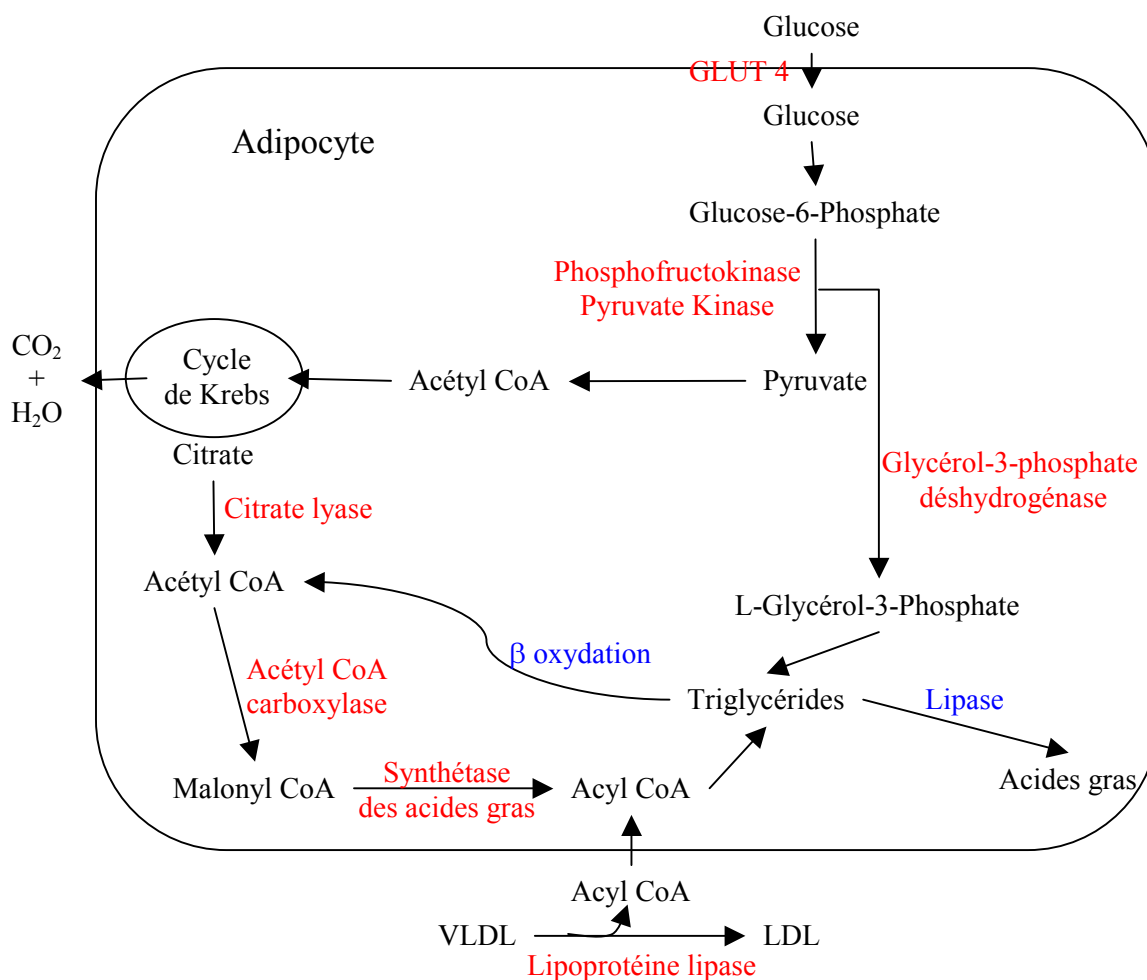 Glucose
GLUT 4
Glucose
Adipocyte
Glucose-6-Phosphate
Phosphofructokinase
Pyruvate Kinase
CO₂
+
H₂O
Cycle
de Krebs
Acétyl CoA
Pyruvate
Citrate
Citrate lyase
Glycérol-3-phosphate
déshydrogénase
Acétyl CoA
L-Glycérol-3-Phosphate
β oxydation
Acétyl CoA
carboxylase
Triglycérides
Lipase
Malonyl CoA
Synthétase
des acides gras
Acyl CoA
Acides gras
Acyl CoA
VLDL
LDL
Lipoprotéine lipase